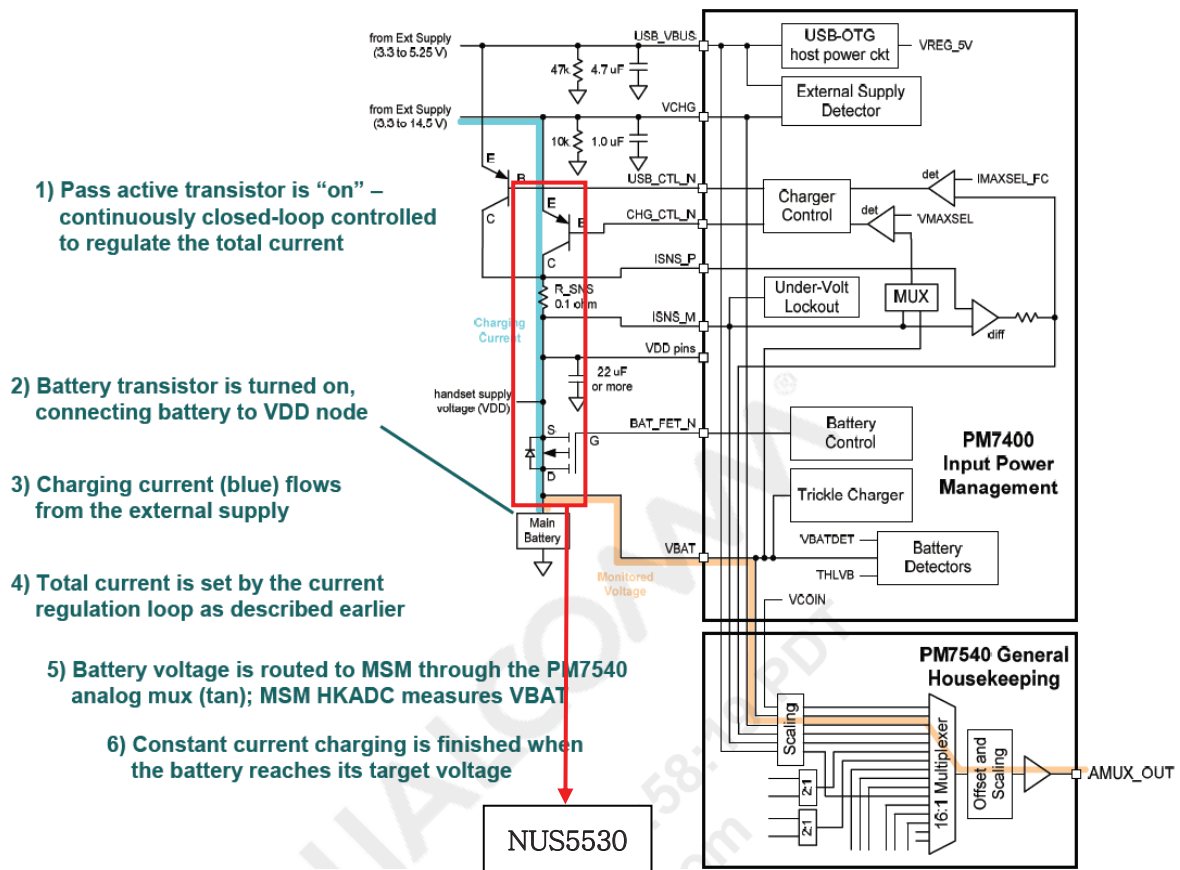 from Ext Supply
(3.3 to 5.25 V)
USB_VBUS
USB-OTG
host power ckt
VREG_5V
47k
4.7 uF
External Supply
Detector
from Ext Supply
(3.3 to 14.5 V)
VCHG
10k
1.0 uF
1) Pass active transistor is “on” –
continuously closed-loop controlled
to regulate the total current
E
B
C
USB_CTL_N
Charger
Control
det
IMAXSEL_FC
E
B
C
CHG_CTL_N
det
VMAXSEL
ISNS_P
R_SNS
0.1 ohm
Under-Volt
Lockout
MUX
Charging
Current
ISNS_M
diff
VDD pins
22 uF
or more
2) Battery transistor is turned on,
connecting battery to VDD node
handset supply
voltage (VDD)
S
G
D
BAT_FET_N
Battery
Control
PM7400
Input Power
Management
3) Charging current (blue) flows
from the external supply
Trickle Charger
Main
Battery
VBAT
VBATDET
THLVB
Battery
Detectors
Monitored
Voltage
VCOIN
4) Total current is set by the current
regulation loop as described earlier
5) Battery voltage is routed to MSM through the PM7540
analog mux (tan); MSM HKADC measures VBAT
6) Constant current charging is finished when
the battery reaches its target voltage
PM7540 General
Housekeeping
Scaling
2:1
2:1
16:1 Multiplexer
Offset and
Scaling
AMUX_OUT
NUS5530